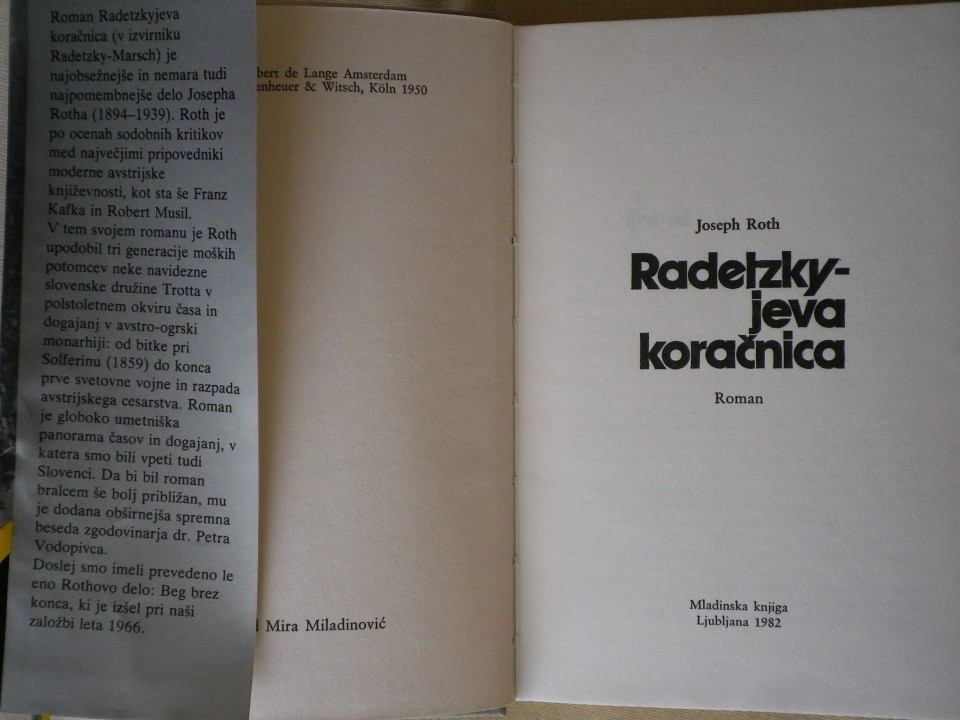 Roman Radetzkyjeva
koračnica (v izvirniku
Radetzky-Marsch) je
najobsežnejše in nemara tudi
najpomembnejše delo Josepha
Rotha (1894–1939). Roth je
po ocenah sodobnih kritikov
med največjimi pripovedniki
moderne avstrijske
književnosti, kot sta še Franz
Kafka in Robert Musil.
V tem svojem romanu je Roth
upodobil tri generacije moških
potomcev neke navidezne
slovenske družine Trotta v
polstoletnem okviru časa in
dogajanj v avstro-ogrski
monarhiji: od bitke pri
Solferinu (1859) do konca
prve svetovne vojne in razpada
avstrijskega cesarstva. Roman
je globoko umetniška
panorama časov in dogajanj, v
katera smo bili vpeti tudi
Slovenci. Da bi bil roman
bralcem še bolj približan, mu
je dodana obširnejša spremna
beseda zgodovinarja dr. Petra
Vodopivca.
Doslej smo imeli prevedeno le
eno Rothovo delo: Beg brez
konca, ki je izšel pri naši
založbi leta 1966.
bert de Lange Amsterdam
enheuer & Witsch, Köln 1950
Mira Miladinović
Joseph Roth
Radetzky-
jeva
koračnica
Roman
Mladinska knjiga
Ljubljana 1982